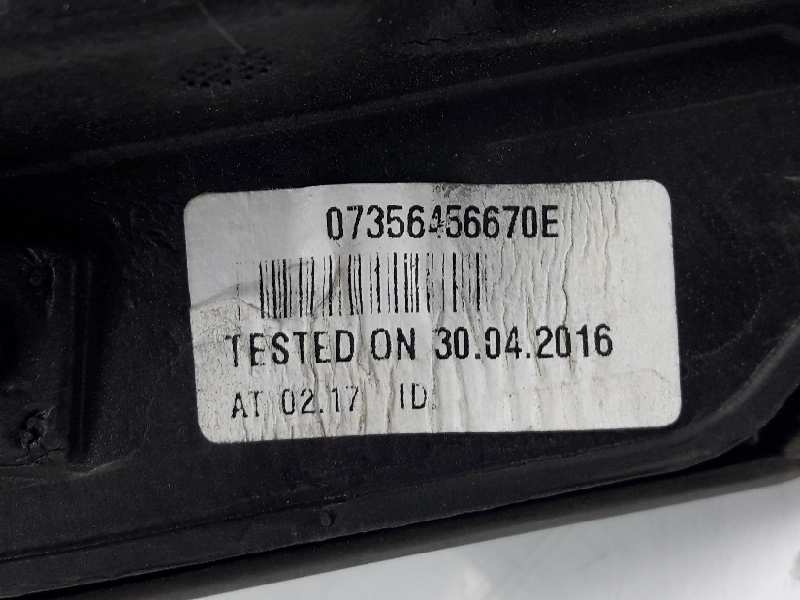 07356456670E
TESTED ON 30.04.2016
AT 02.17 ID